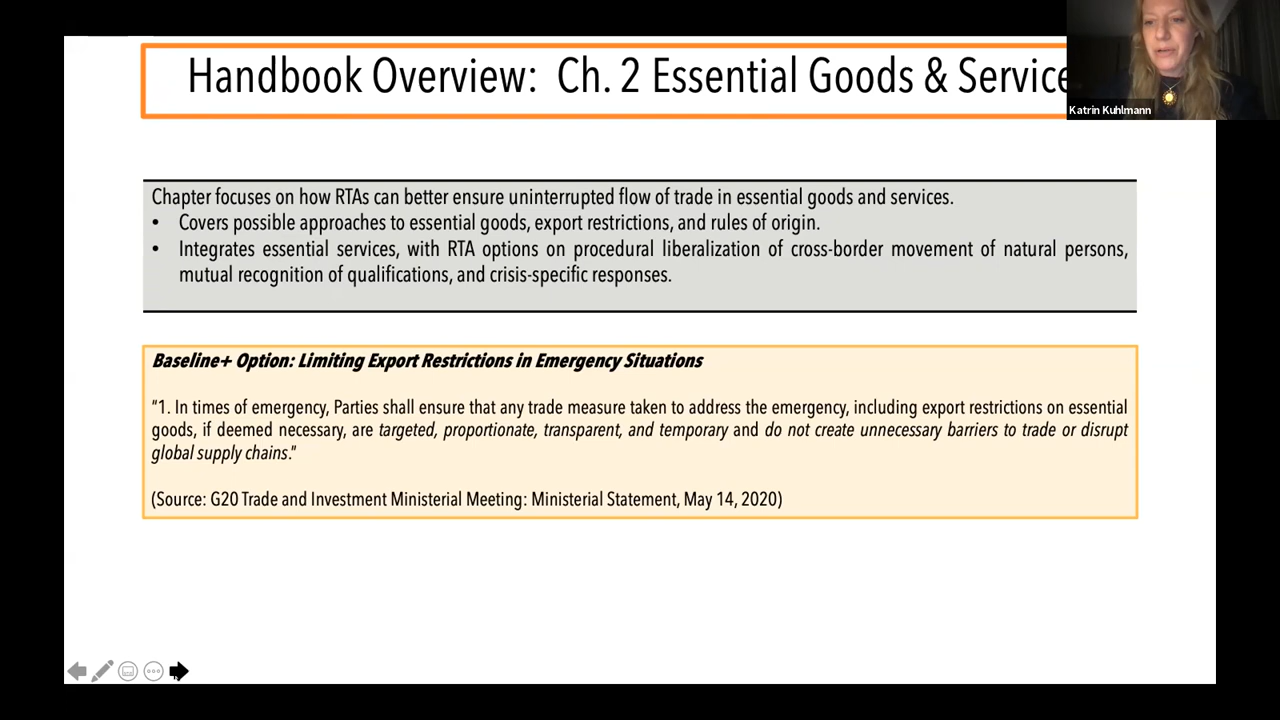 Handbook Overview: Ch. 2 Essential Goods & Service
Katrin Kuhlmann
Chapter focuses on how RTAs can better ensure uninterrupted flow of trade in essential goods and services.
• Covers possible approaches to essential goods, export restrictions, and rules of origin.
• Integrates essential services, with RTA options on procedural liberalization of cross-border movement of natural persons,
mutual recognition of qualifications, and crisis-specific responses.
Baseline+ Option: Limiting Export Restrictions in Emergency Situations
"1. In times of emergency, Parties shall ensure that any trade measure taken to address the emergency, including export restrictions on essential
goods, if deemed necessary, are targeted, proportionate, transparent, and temporary and do not create unnecessary barriers to trade or disrupt
global supply chains."
(Source: G20 Trade and Investment Ministerial Meeting: Ministerial Statement, May 14, 2020)